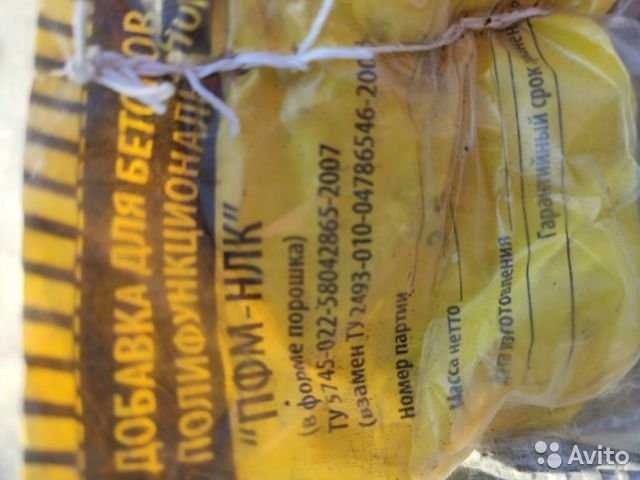 ДОБАВКА ДЛЯ БЕТОНОВ
"ПФМ-НЛК"
(в форме порошка)
ТУ 5745-022-58042865-2007
(взамен ТУ 2493-010-04786546-200
Номер партии
Масса нетто
Дата изготовления
Гарантийный срок
Avito